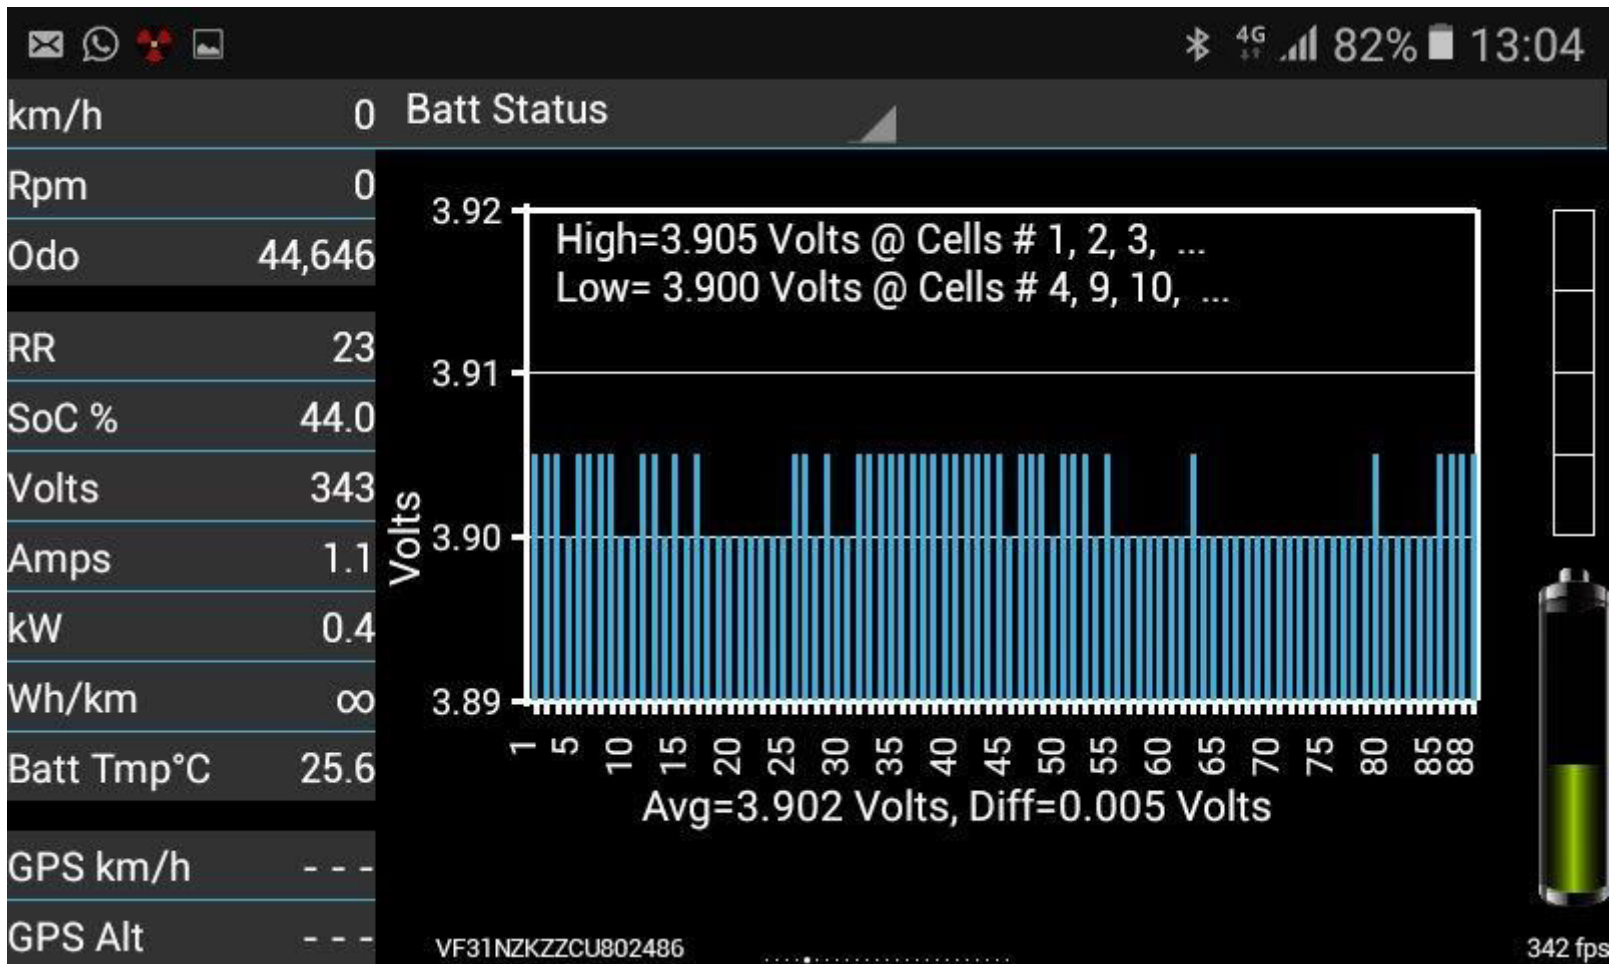 4G 82% 13:04
km/h 0
Batt Status
Rpm 0
Odo 44,646
RR 23
SoC % 44.0
Volts 343
Amps 1.1
kW 0.4
Wh/km ∞
Batt Tmp°C 25.6
GPS km/h - - -
GPS Alt - - -
3.92
High=3.905 Volts @ Cells # 1, 2, 3, ...
Low= 3.900 Volts @ Cells # 4, 9, 10, ...
3.91
Volts
3.90
3.89
1 5 10 15 20 25 30 35 40 45 50 55 60 65 70 75 80 85 88
Avg=3.902 Volts, Diff=0.005 Volts
VF31NZKZZCU802486
342 fps